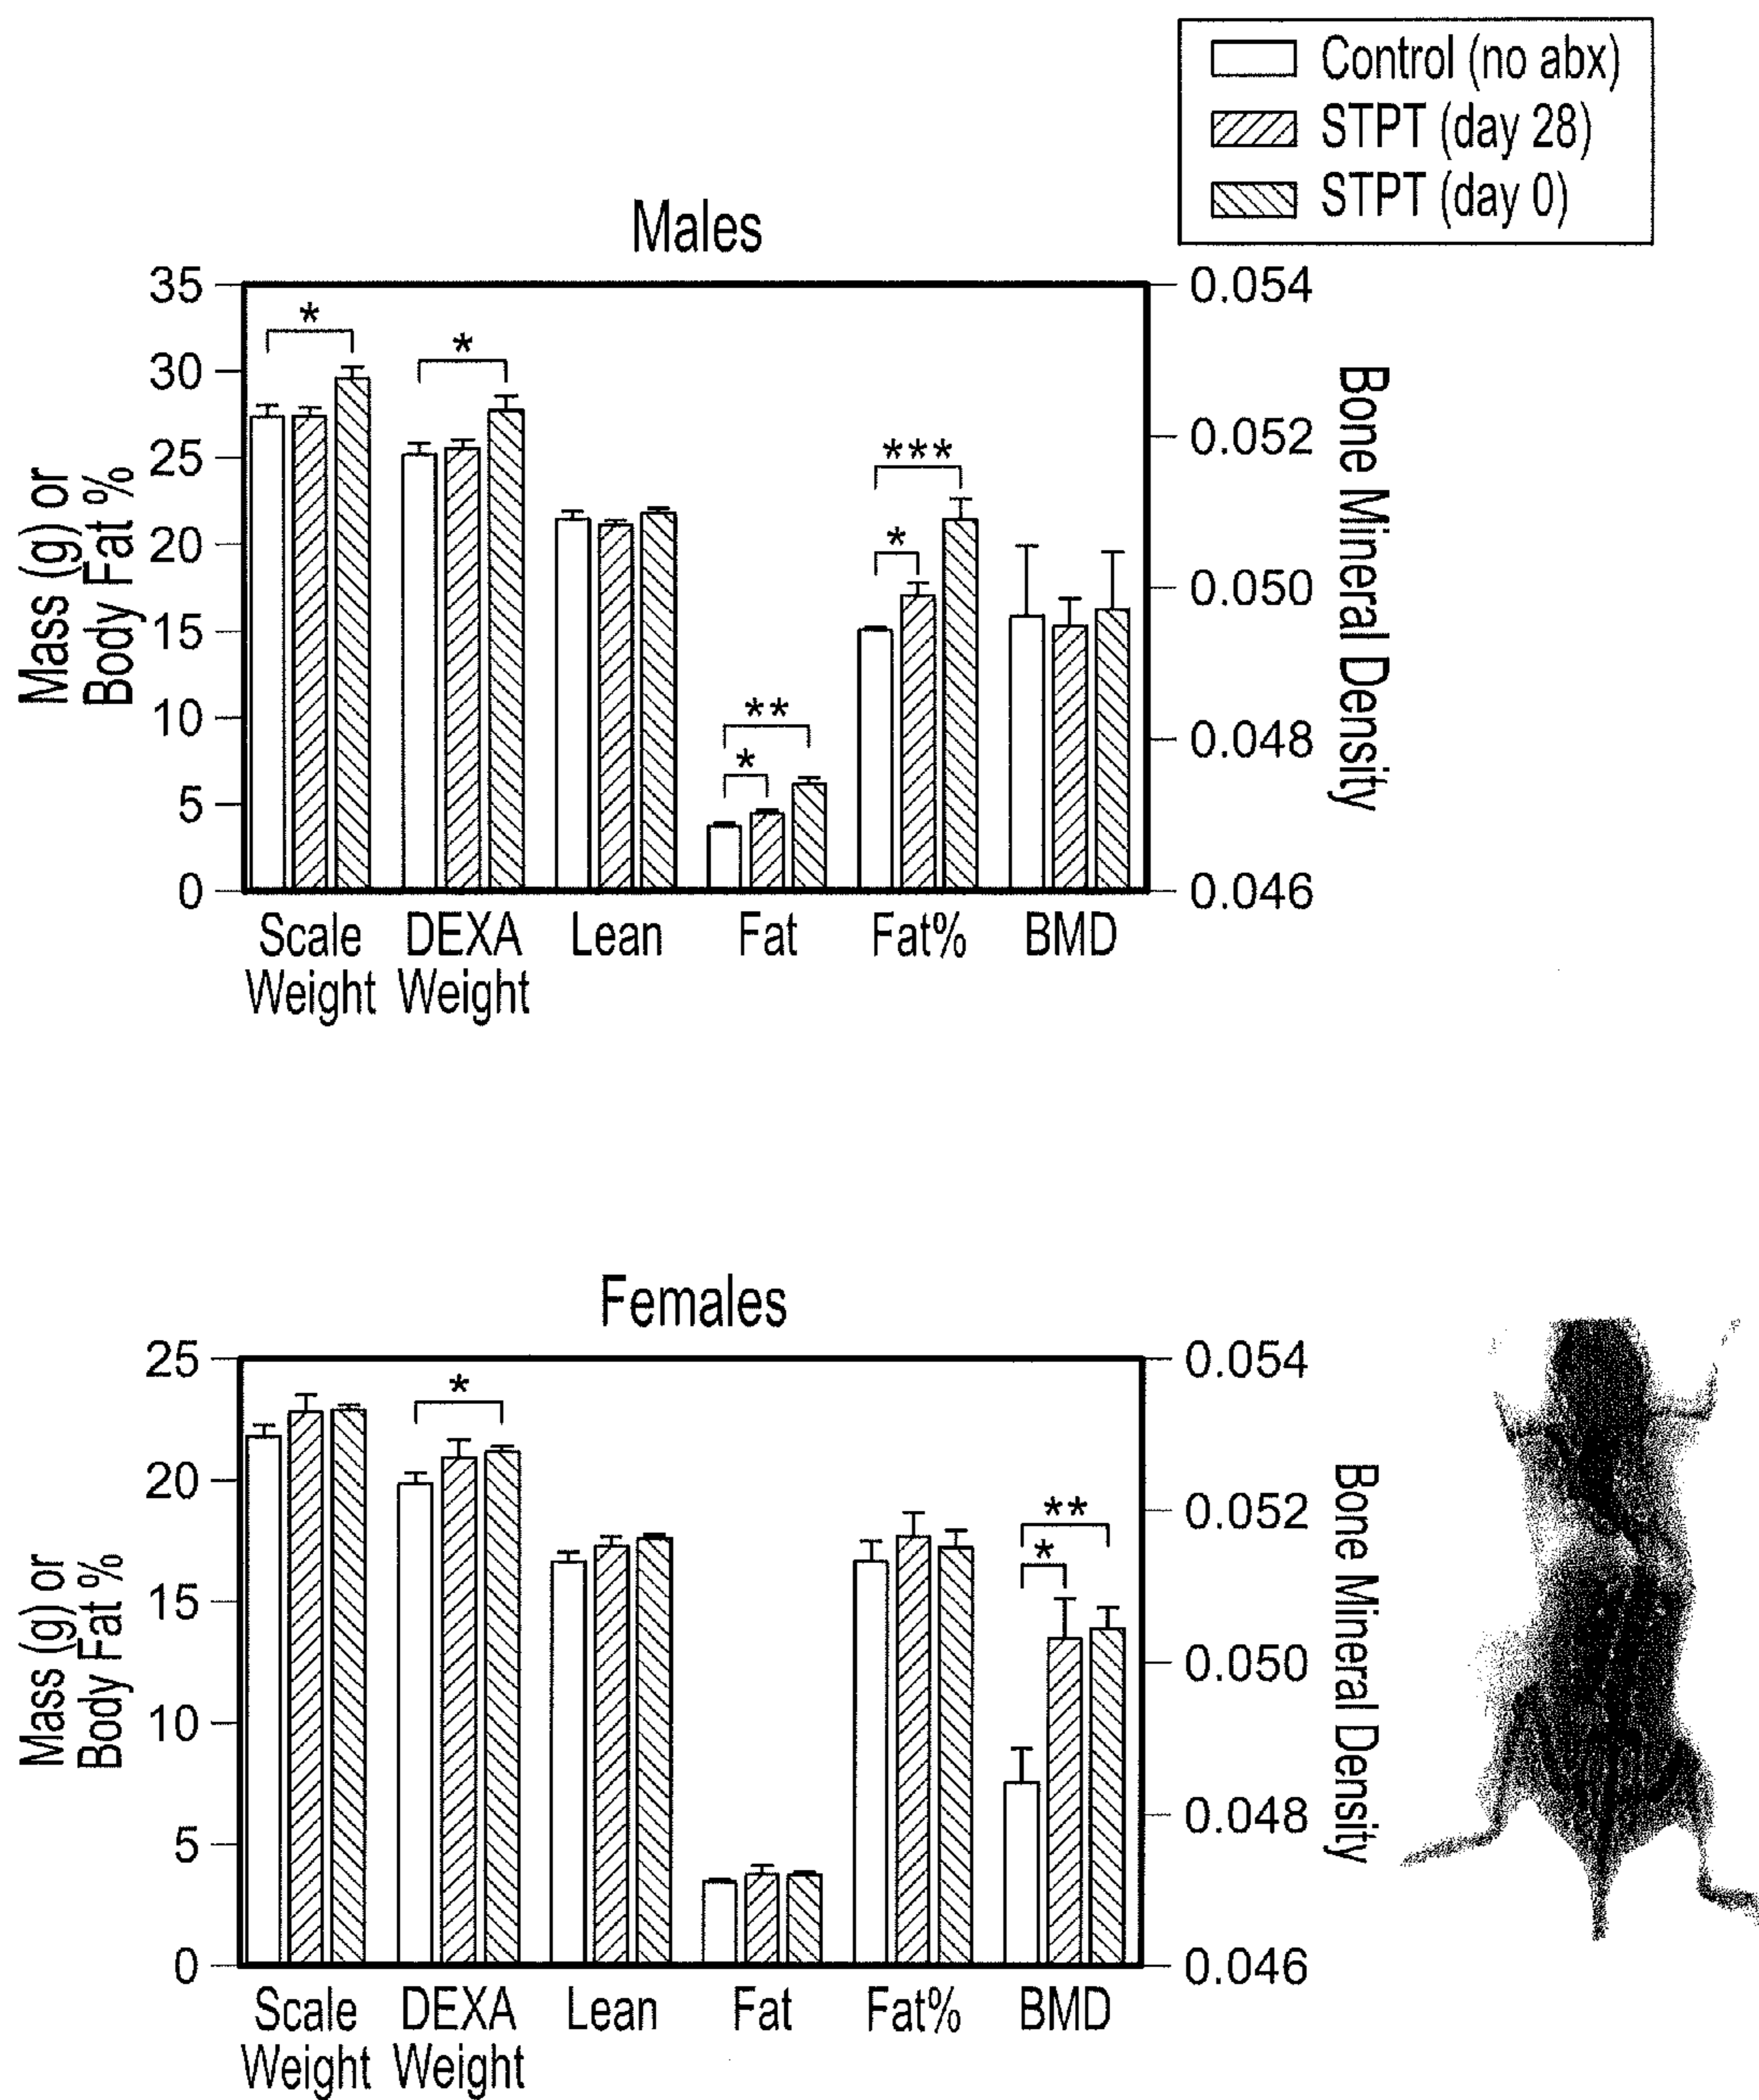 Control (no abx)
STPT (day 28)
STPT (day 0)
Males
35
30
25
20
15
10
5
0
Mass (g) or
Body Fat %
0.054
0.052
0.050
0.048
0.046
Bone Mineral Density
*
*
*
**
*
***
Scale
Weight
DEXA
Weight
Lean
Fat
Fat%
BMD
Females
25
20
15
10
5
0
Mass (g) or
Body Fat %
0.054
0.052
0.050
0.048
0.046
Bone Mineral Density
*
*
**
Scale
Weight
DEXA
Weight
Lean
Fat
Fat%
BMD